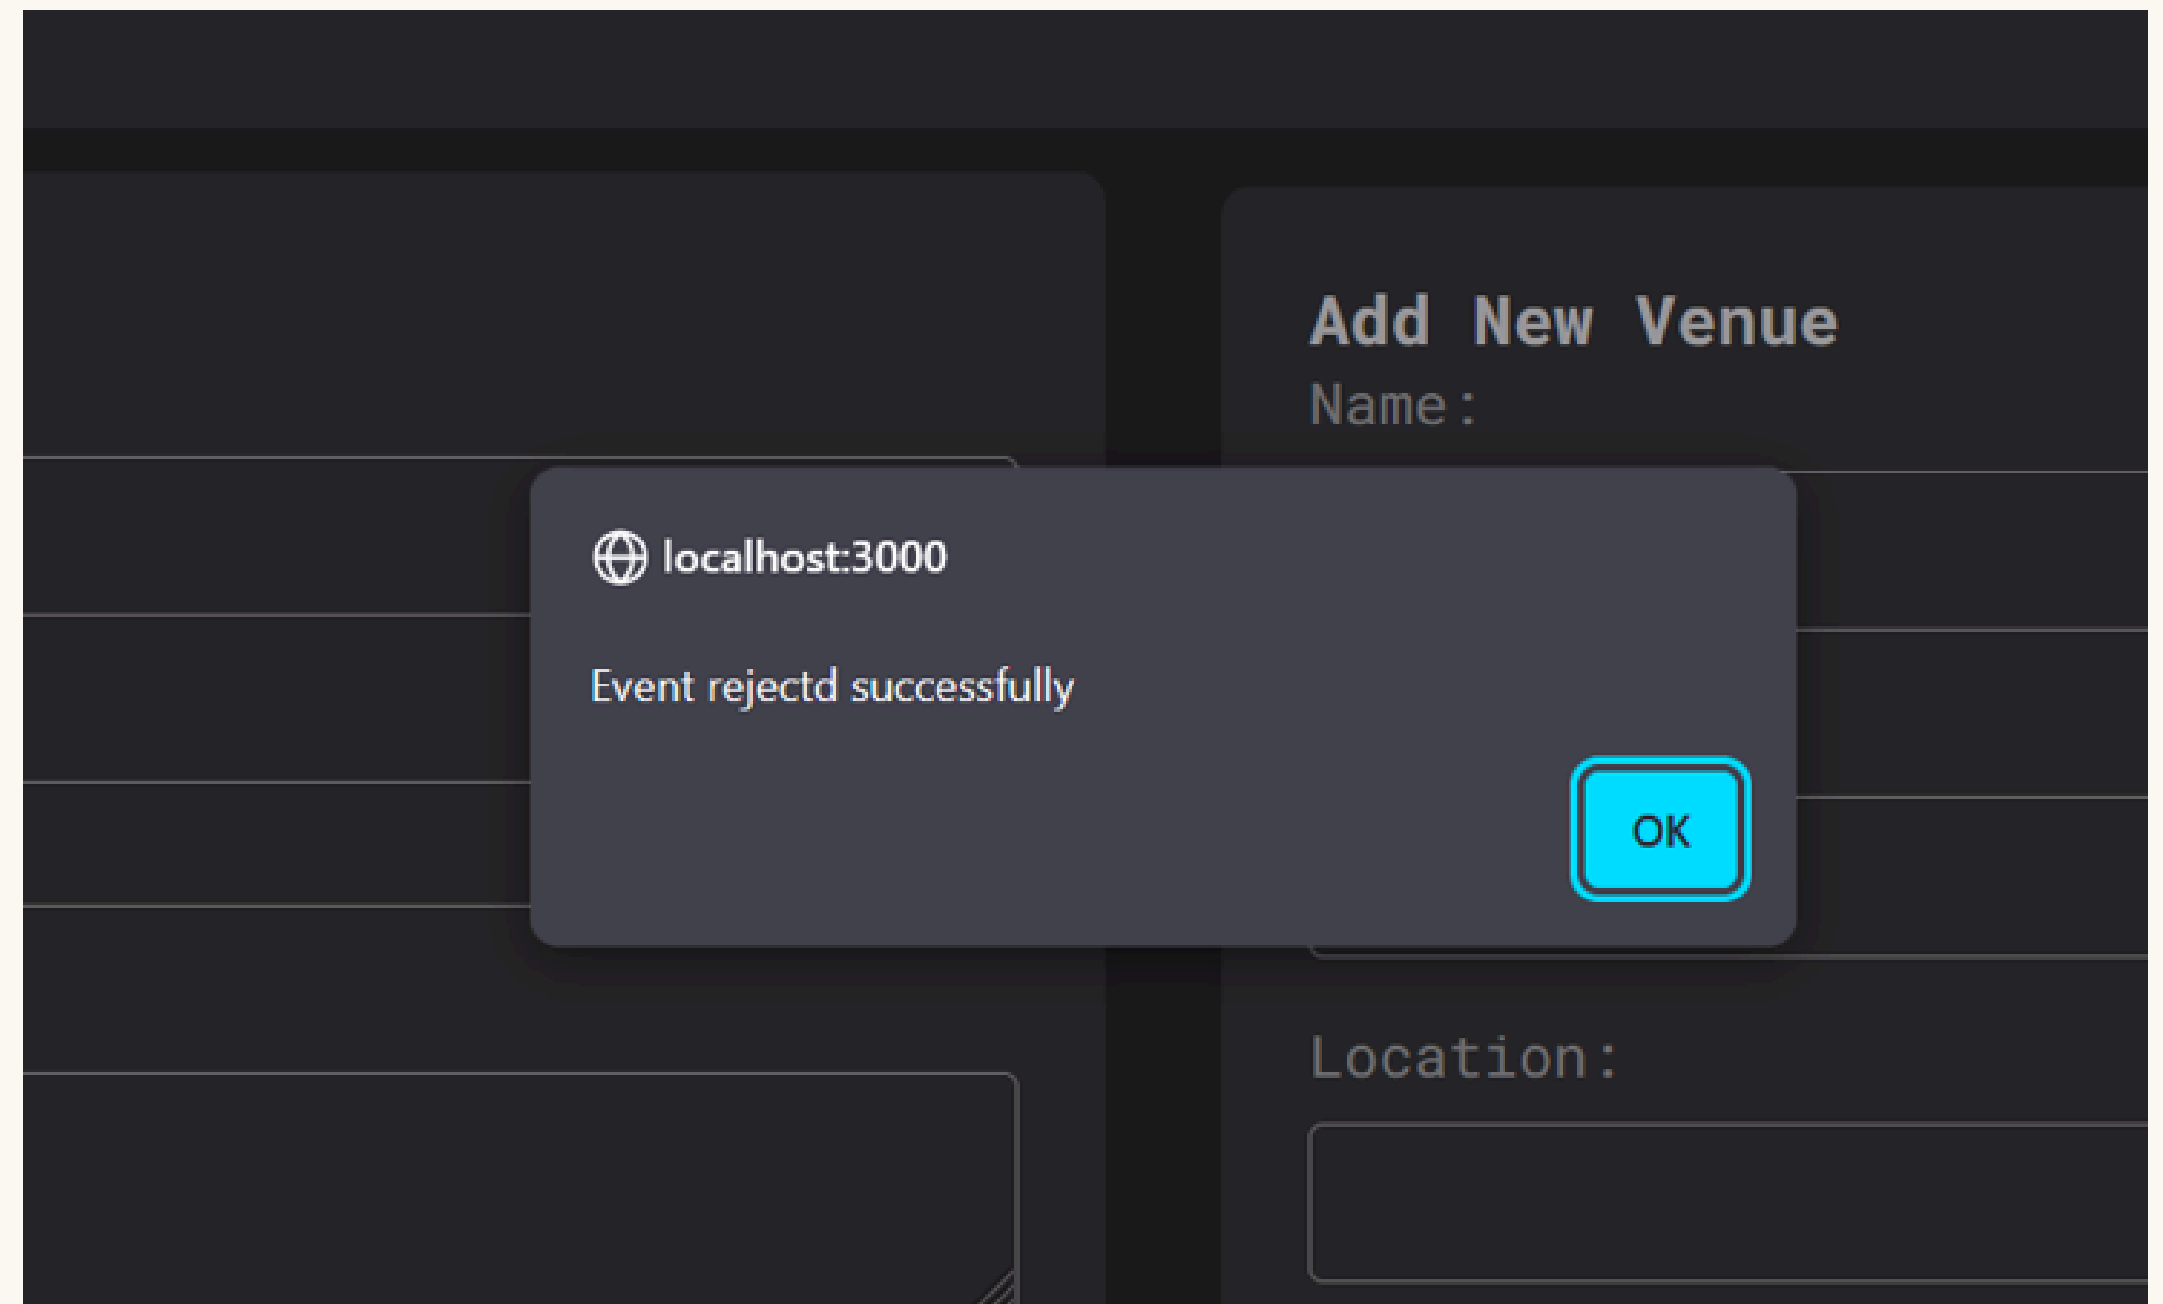 Add New Venue
Name:
localhost:3000
Event rejectd successfully
OK
Location: